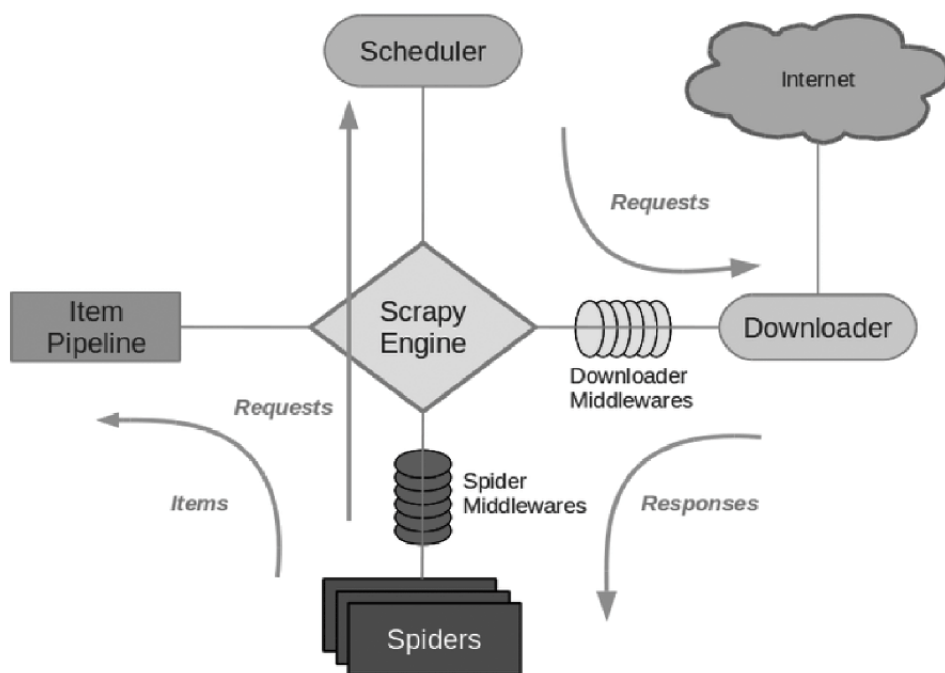 Scheduler
Internet
Requests
Item
Pipeline
Scrapy
Engine
Downloader
Downloader
Middlewares
Requests
Items
Spider
Middlewares
Responses
Spiders